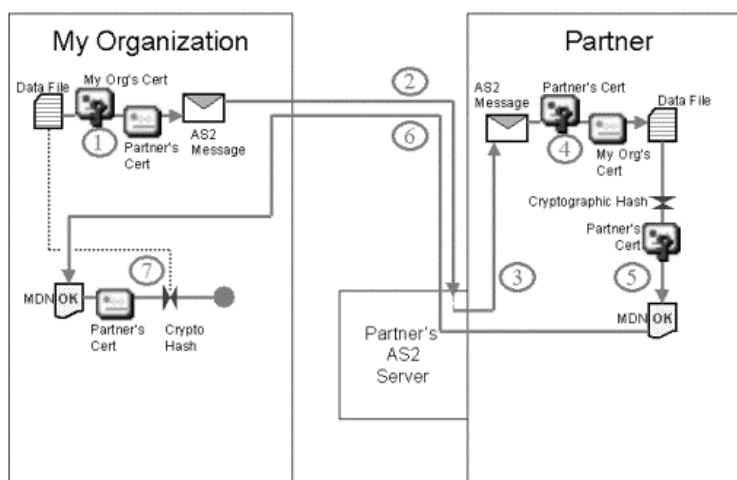 My Organization
Data File
My Org's Cert
1
Partner's
Cert
AS2
Message
2
6
MDN
OK
7
Partner's
Cert
Crypto
Hash
Partner
AS2
Message
Partner's Cert
4
My Org's
Cert
Data File
Cryptographic Hash
Partner's
Cert
5
MDN
OK
3
Partner's
AS2
Server